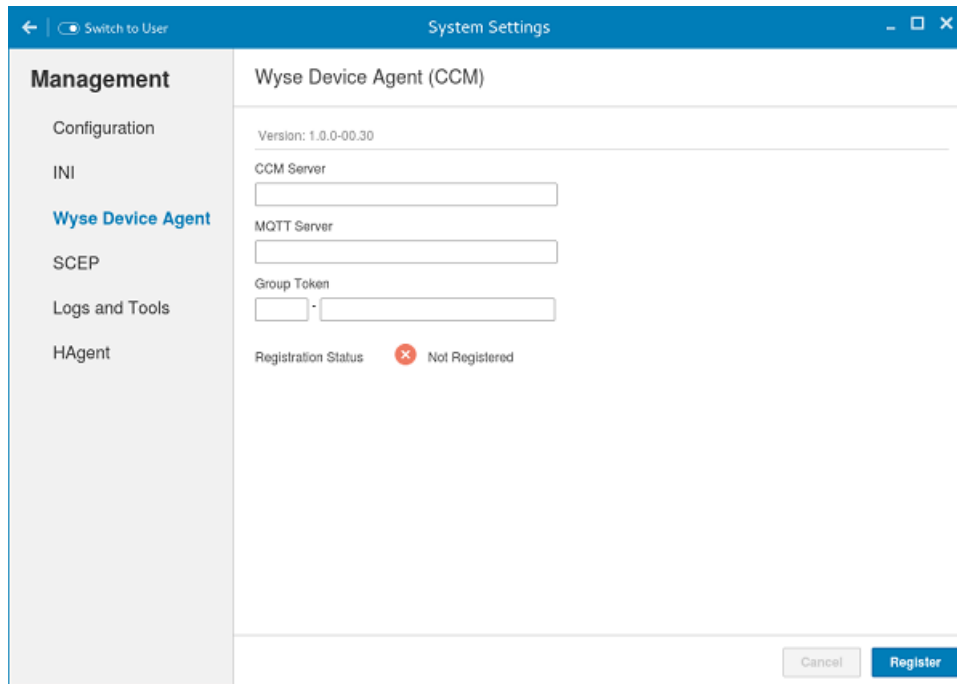 Switch to User
System Settings
Management
Configuration
INI
Wyse Device Agent
SCEP
Logs and Tools
HAgent
Wyse Device Agent (CCM)
Version: 1.0.0-00.30
CCM Server
MQTT Server
Group Token
-
Registration Status Not Registered
Cancel Register